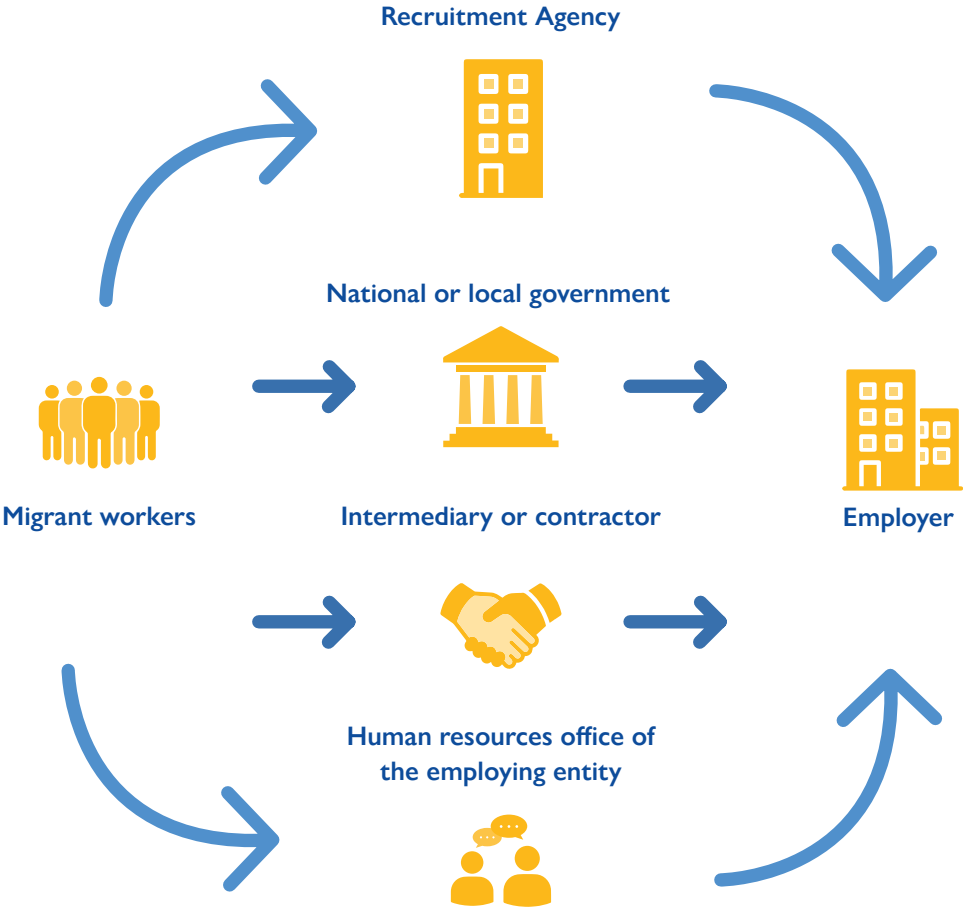 Recruitment Agency
National or local government
Migrant workers
Intermediary or contractor
Employer
Human resources office of
the employing entity